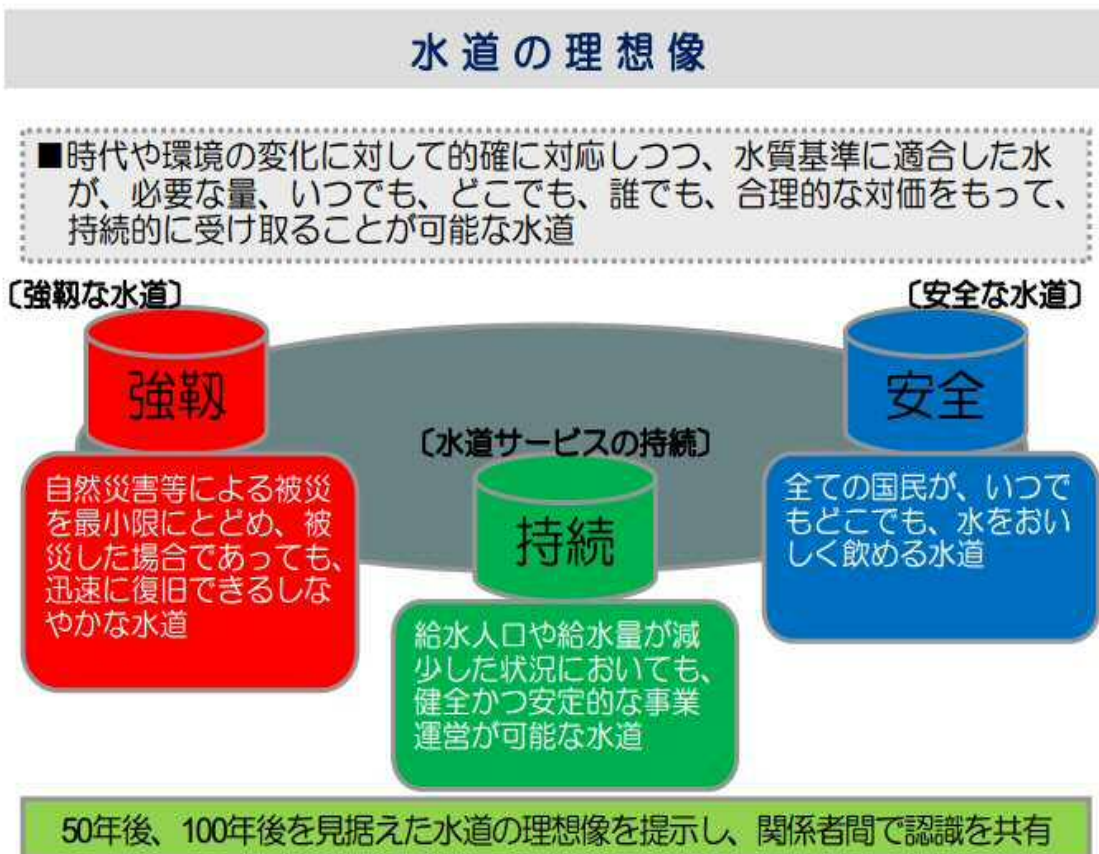 水道の理想像
■時代や環境の変化に対して的確に対応しつつ、水質基準に適合した水
が、必要な量、いつでも、どこでも、誰でも、合理的な対価をもって、
持続的に受け取ることが可能な水道
〔強靱な水道〕
強靱
自然災害等による被災
を最小限にとどめ、被
災した場合であっても、
迅速に復旧できるしな
やかな水道
〔水道サービスの持続〕
持続
給水人口や給水量が減
少した状況においても、
健全かつ安定的な事業
運営が可能な水道
〔安全な水道〕
安全
全ての国民が、いつで
もどこでも、水をおい
しく飲める水道
50年後、100年後を見据えた水道の理想像を提示し、関係者間で認識を共有